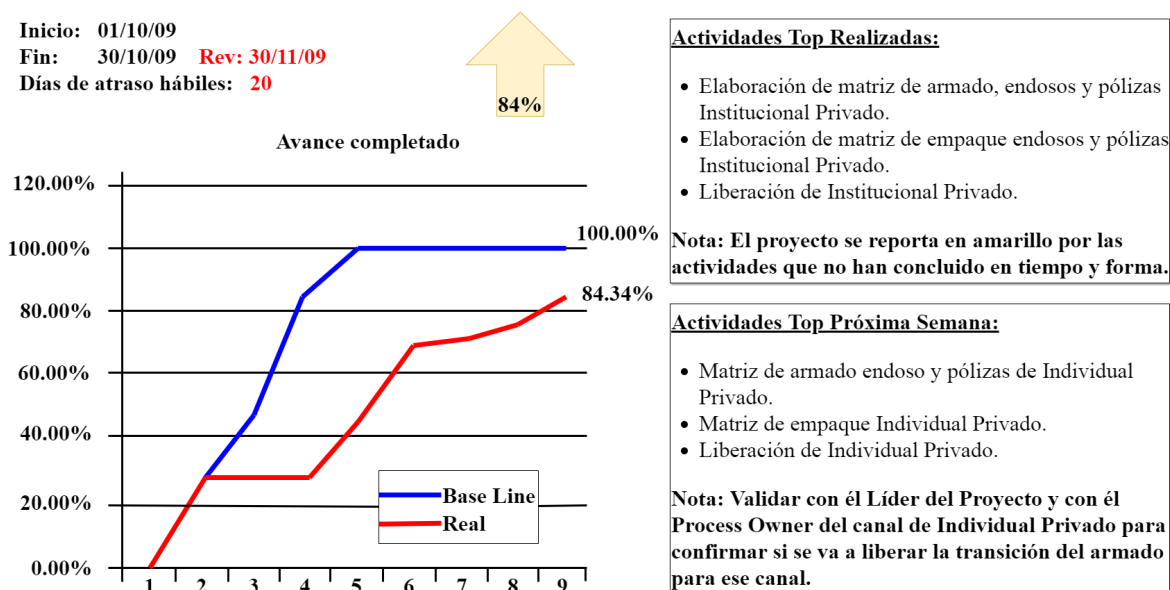 Inicio: 01/10/09
Fin: 30/10/09 Rev: 30/11/09
Días de atraso hábiles: 20
84%
Avance completado
120.00%
100.00%
80.00%
60.00%
40.00%
20.00%
0.00%
100.00%
84.34%
Base Line
Real
1 2 3 4 5 6 7 8 9
Actividades Top Realizadas:
• Elaboración de matriz de armado, endosos y pólizas
Institucional Privado.
• Elaboración de matriz de empaque endosos y pólizas
Institucional Privado.
• Liberación de Institucional Privado.
Nota: El proyecto se reporta en amarillo por las
actividades que no han concluido en tiempo y forma.
Actividades Top Próxima Semana:
• Matriz de armado endoso y pólizas de Individual
Privado.
• Matriz de empaque Individual Privado.
• Liberación de Individual Privado.
Nota: Validar con él Líder del Proyecto y con él
Process Owner del canal de Individual Privado para
confirmar si se va a liberar la transición del armado
para ese canal.